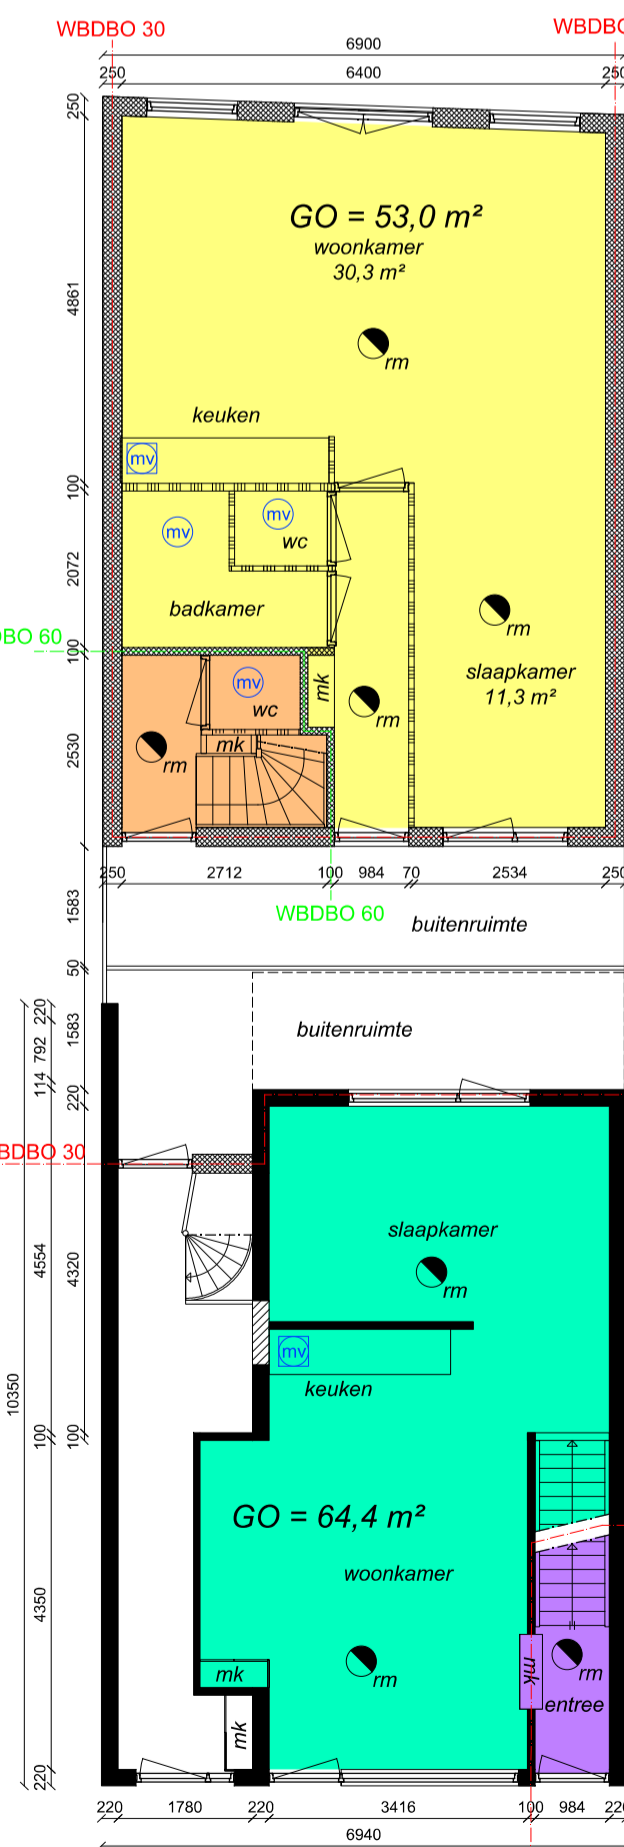 WBDBO 30
WBDBO
6900
250
6400
250
250
GO = 53,0 m²
woonkamer
30,3 m²
4861
rm
keuken
mv
100
mv
mv
wc
2072
badkamer
rm
DBO 60
100
slaapkamer
11,3 m²
mv
mk
wc
rm
mk
rm
2530
250
2712
100
984
70
2534
250
WBDBO 60
1583
buitenruimte
50
220
792
1583
buitenruimte
114
220
BDBO 30
slaapkamer
4554
4320
rm
mv
keuken
10350
100
100
GO = 64,4 m²
woonkamer
4350
mk
rm
mk
rm
entree
mk
220
220
1780
220
3416
100
984
220
6940